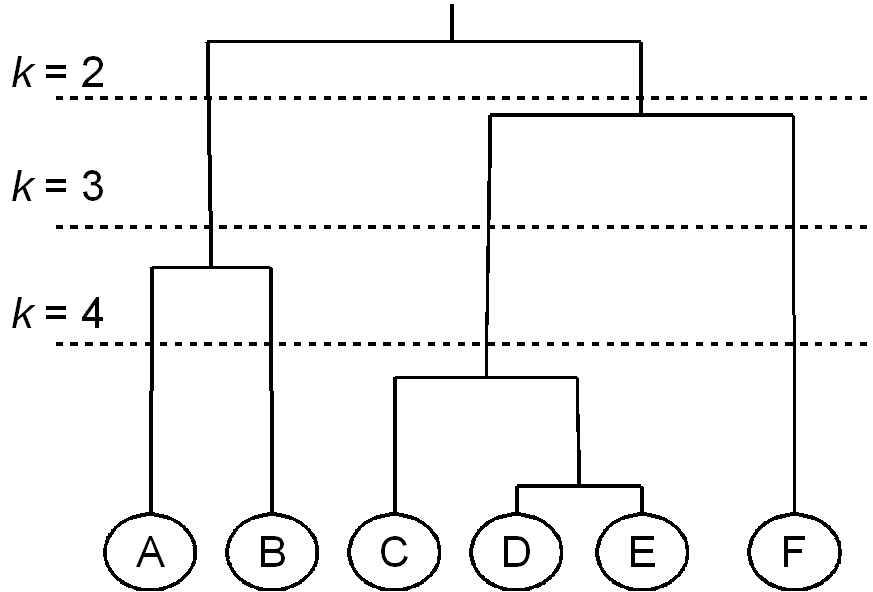 k = 2
k = 3
k = 4
A B C D E F